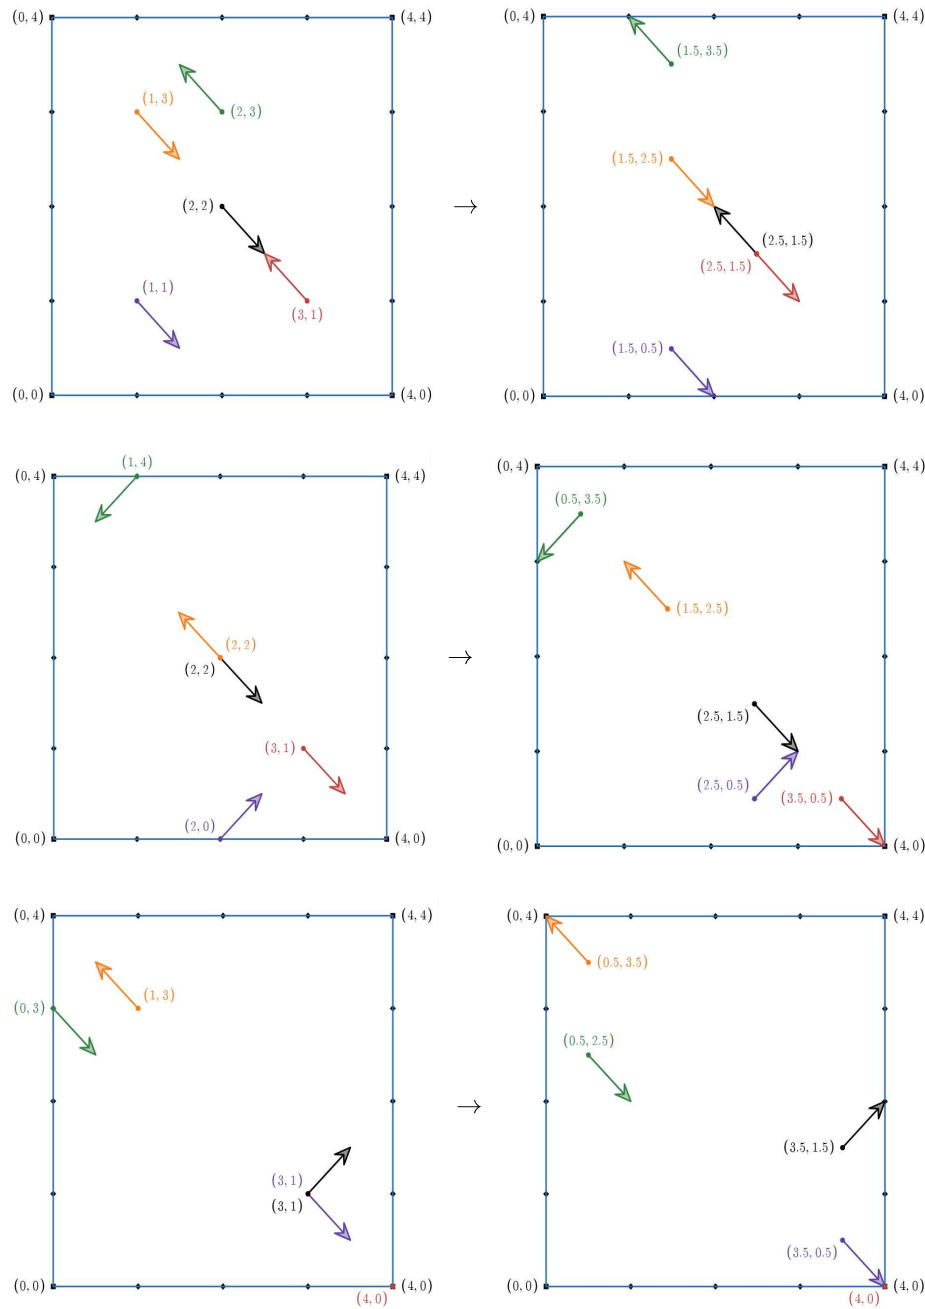 (0, 4) (4, 4) (0, 4) (4, 4)
(1.5, 3.5)
(1, 3)
(2, 3)
(1.5, 2.5)
(2, 2) →
(2.5, 1.5)
(2.5, 1.5)
(1, 1)
(3, 1)
(1.5, 0.5)
(0, 0) (4, 0) (0, 0) (4, 0)
(1, 4)
(0, 4) (4, 4) (0, 4) (4, 4)
(0.5, 3.5)
(1.5, 2.5)
(2, 2)
(2, 2) →
(2.5, 1.5)
(3, 1)
(2.5, 0.5) (3.5, 0.5)
(2, 0)
(0, 0) (4, 0) (0, 0) (4, 0)
(0, 4) (4, 4) (0, 4) (4, 4)
(0.5, 3.5)
(1, 3)
(0, 3)
(0.5, 2.5)
→
(3.5, 1.5)
(3, 1)
(3, 1)
(3.5, 0.5)
(0, 0) (4, 0) (0, 0) (4, 0)
(4, 0) (4, 0)